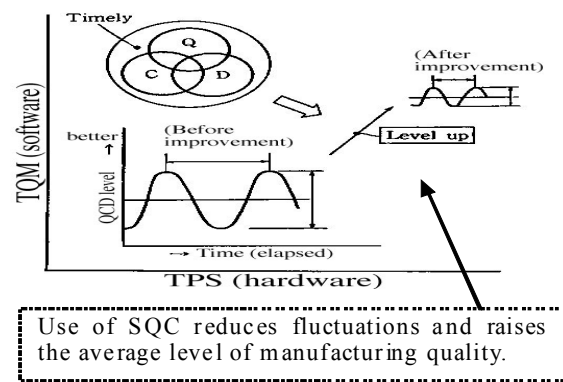 Timely
Q
C
D
(After
improvement)
better
(Before
improvement)
Level up
QCD level
→ Time (elapsed)
TQM (software)
TPS (hardware)
Use of SQC reduces fluctuations and raises
the average level of manufacturing quality.